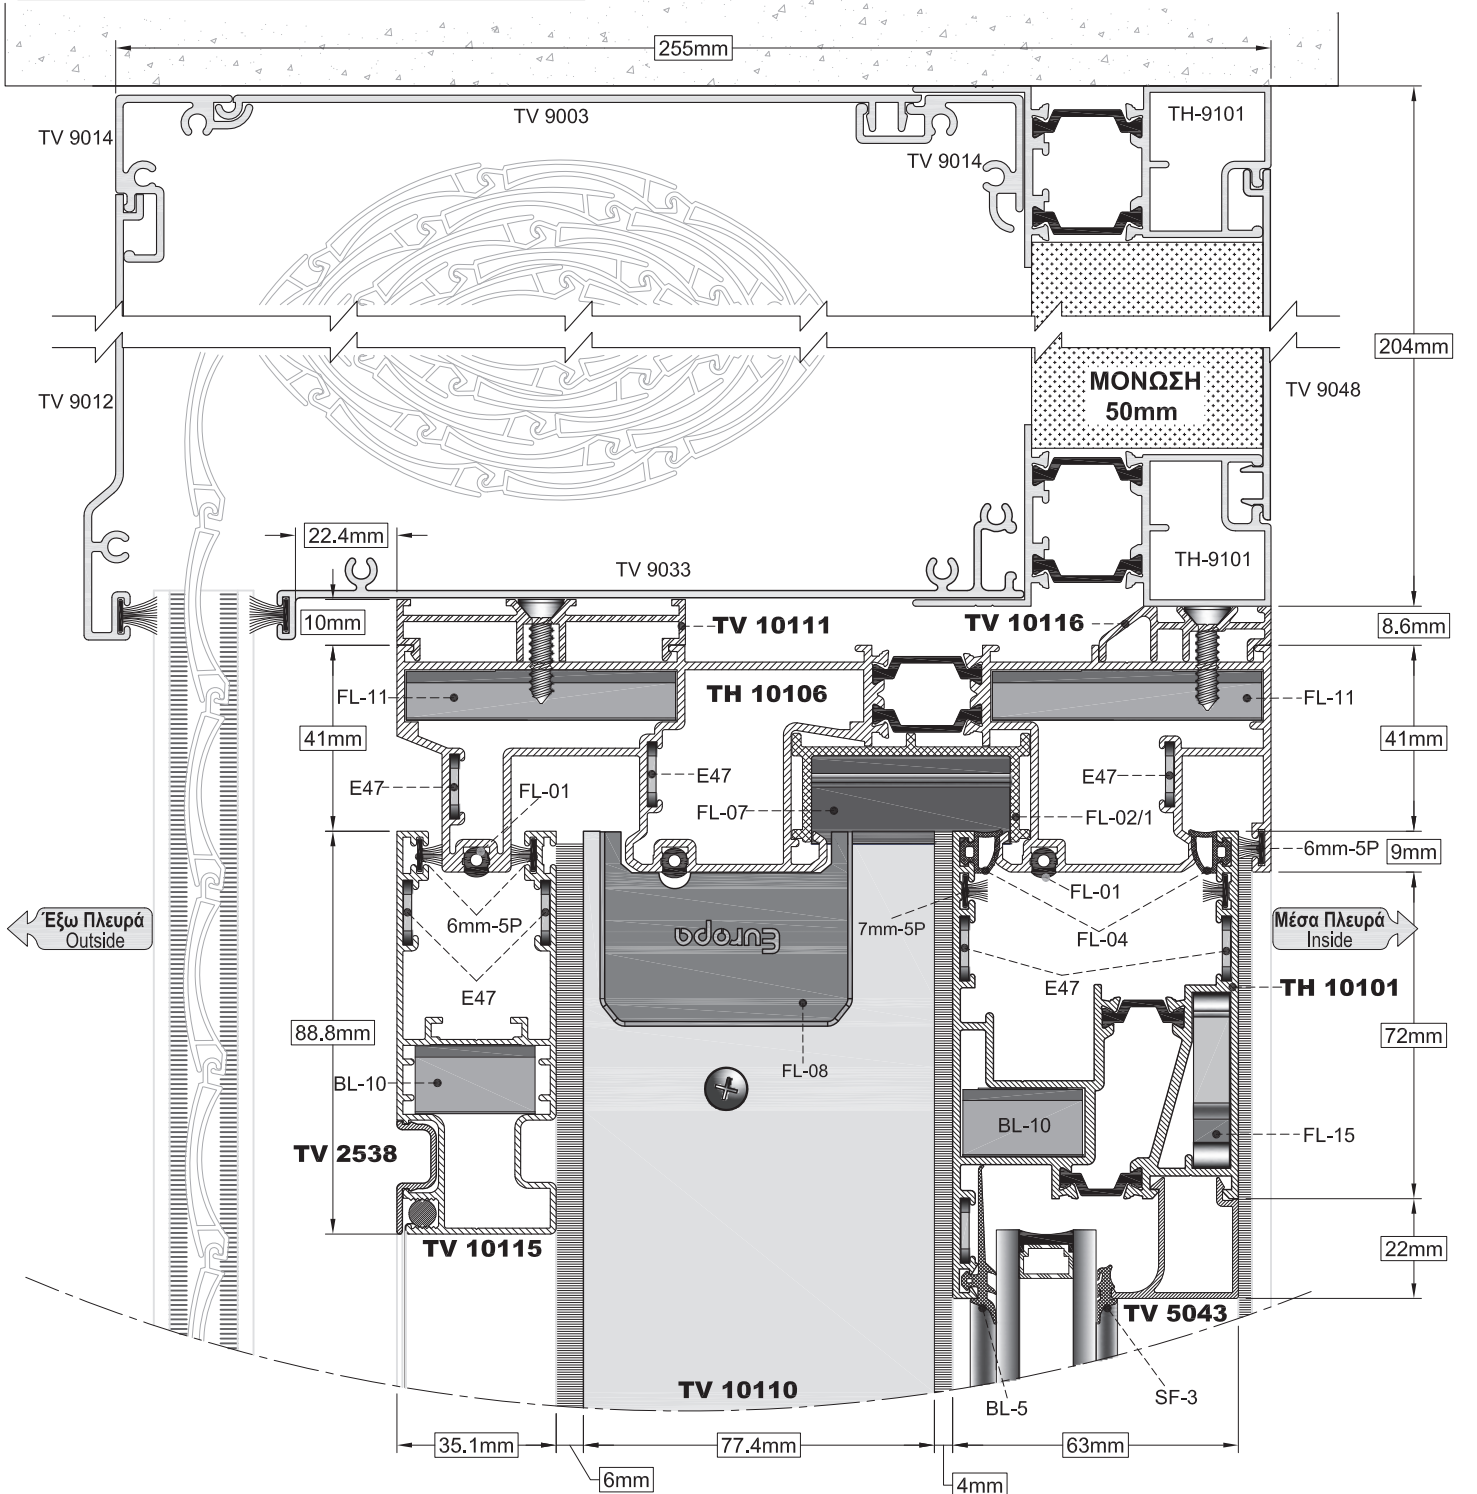 255mm
TV 9003
TH-9101
TV 9014
TV 9014
204mm
ΜΟΝΩΣΗ
50mm
TV 9048
TV 9012
22.4mm
TV 9033
TH-9101
10mm
TV 10111
TV 10116
8.6mm
FL-11
TH 10106
FL-11
41mm
41mm
E47
E47
E47
FL-01
FL-07
FL-02/1
6mm-5P
9mm
FL-01
Έξω Πλευρά
Outside
6mm-5P
Europa
7mm-5P
FL-04
Μέσα Πλευρά
Inside
E47
E47
TH 10101
88.8mm
72mm
FL-08
BL-10
BL-10
FL-15
TV 2538
TV 10115
22mm
TV 5043
TV 10110
BL-5
SF-3
35.1mm
77.4mm
63mm
6mm
4mm